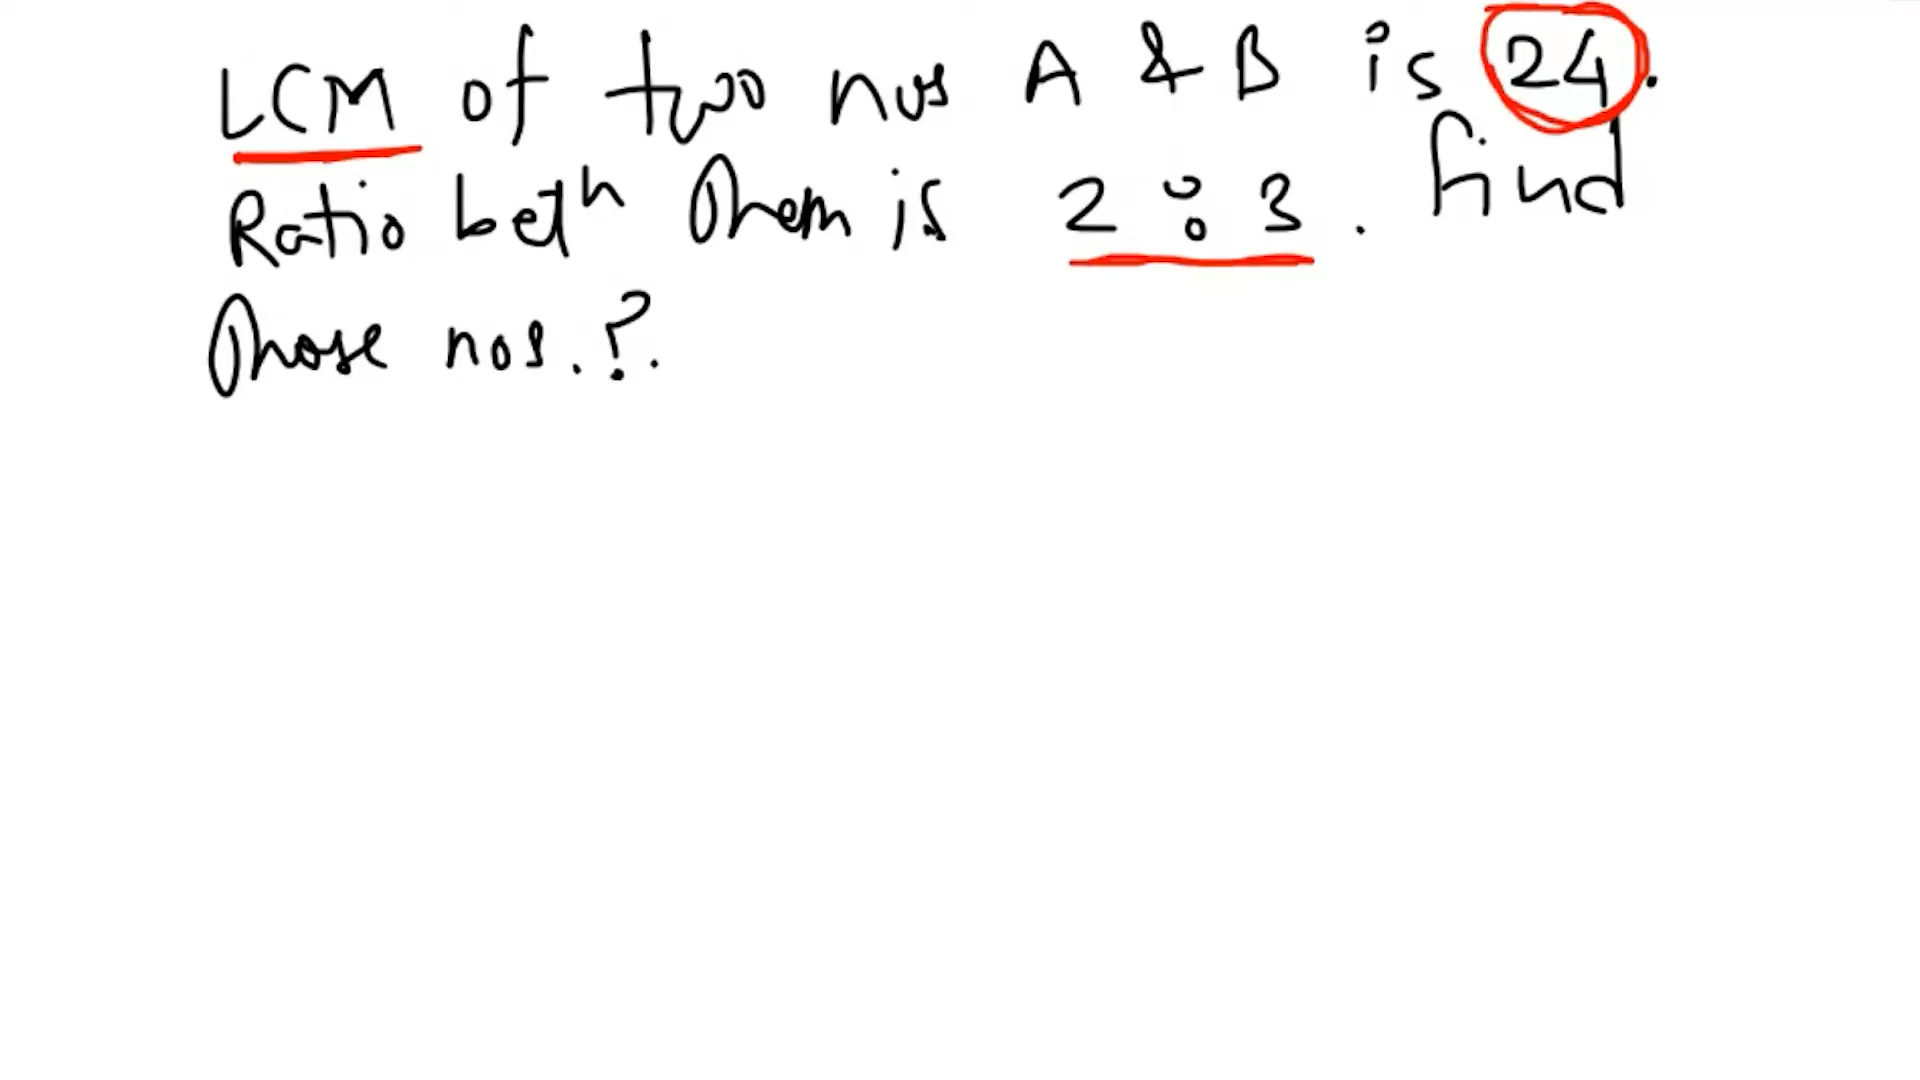 LCM of two nos A & B is 24.
Ratio betn them is 2 : 3. find
those nos.?.